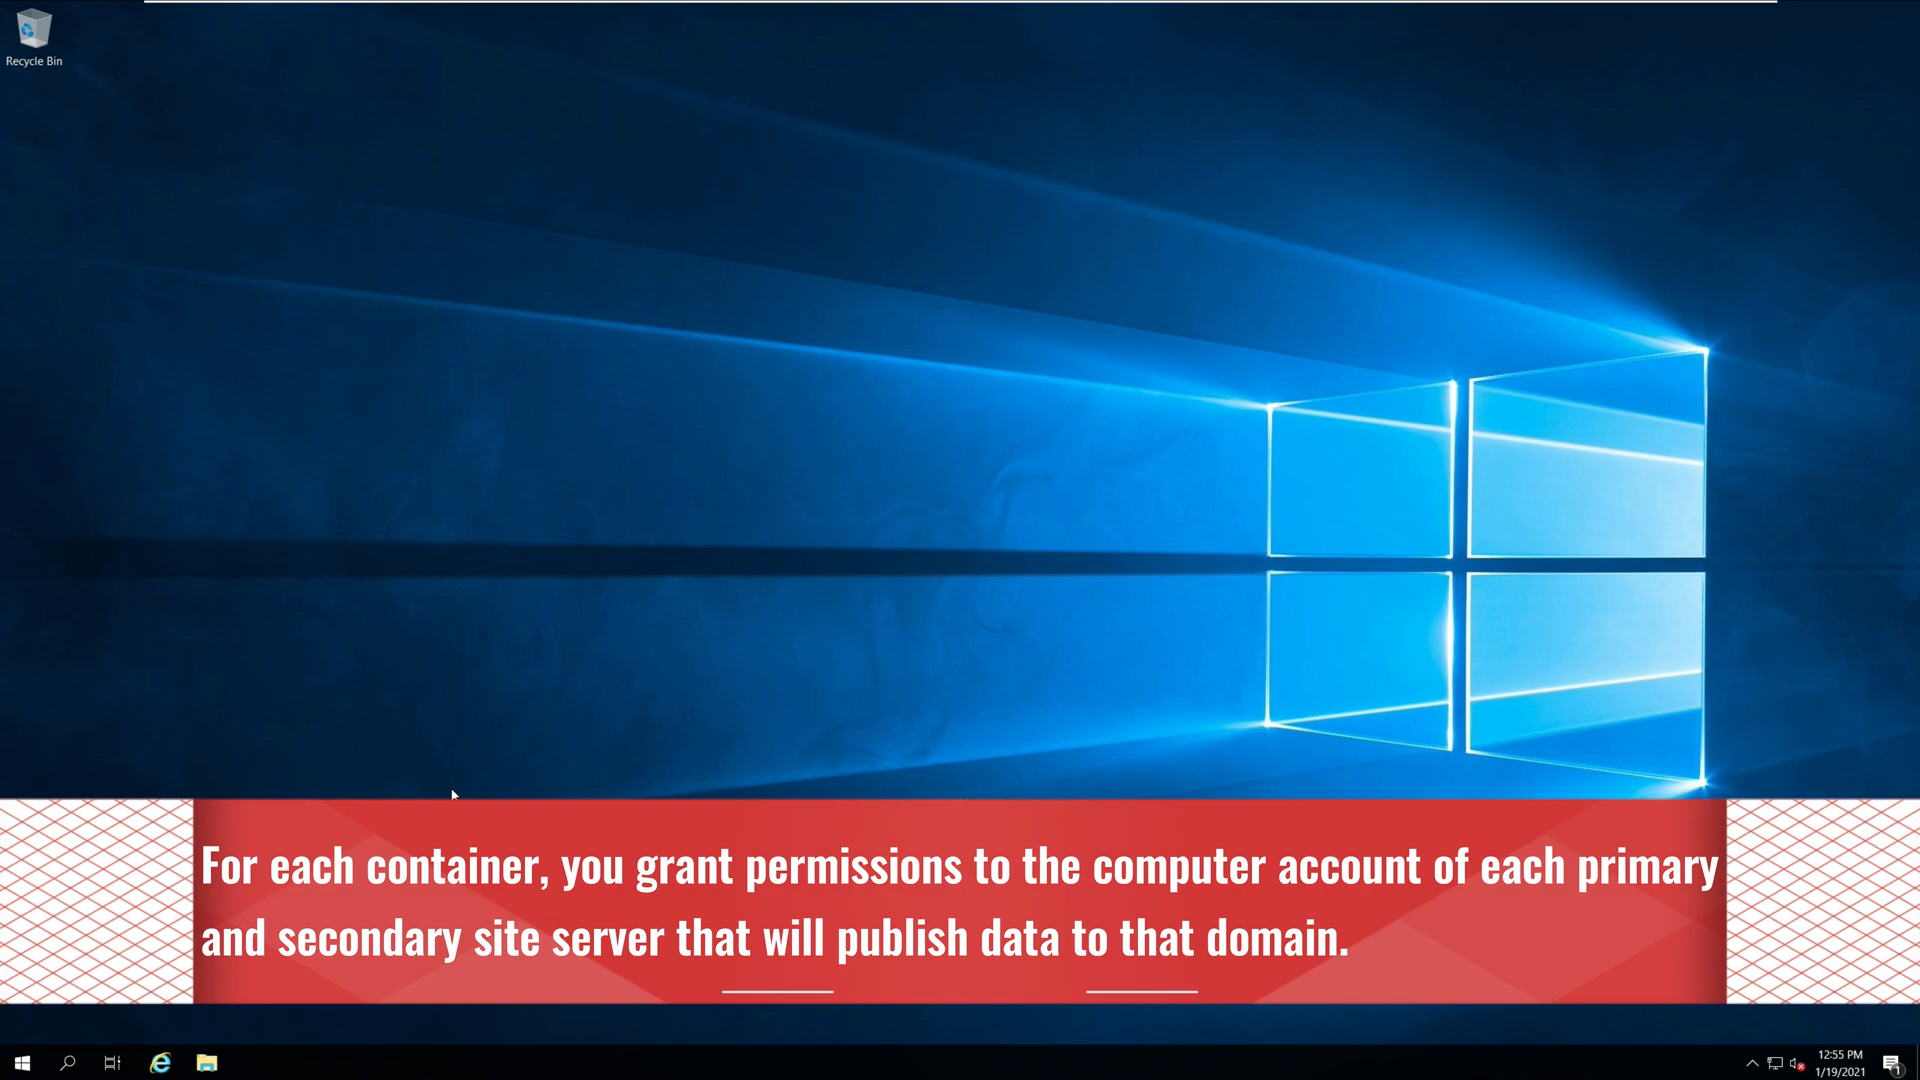 Recycle Bin
For each container, you grant permissions to the computer account of each primary
and secondary site server that will publish data to that domain.
12:55 PM
1/19/2021
1